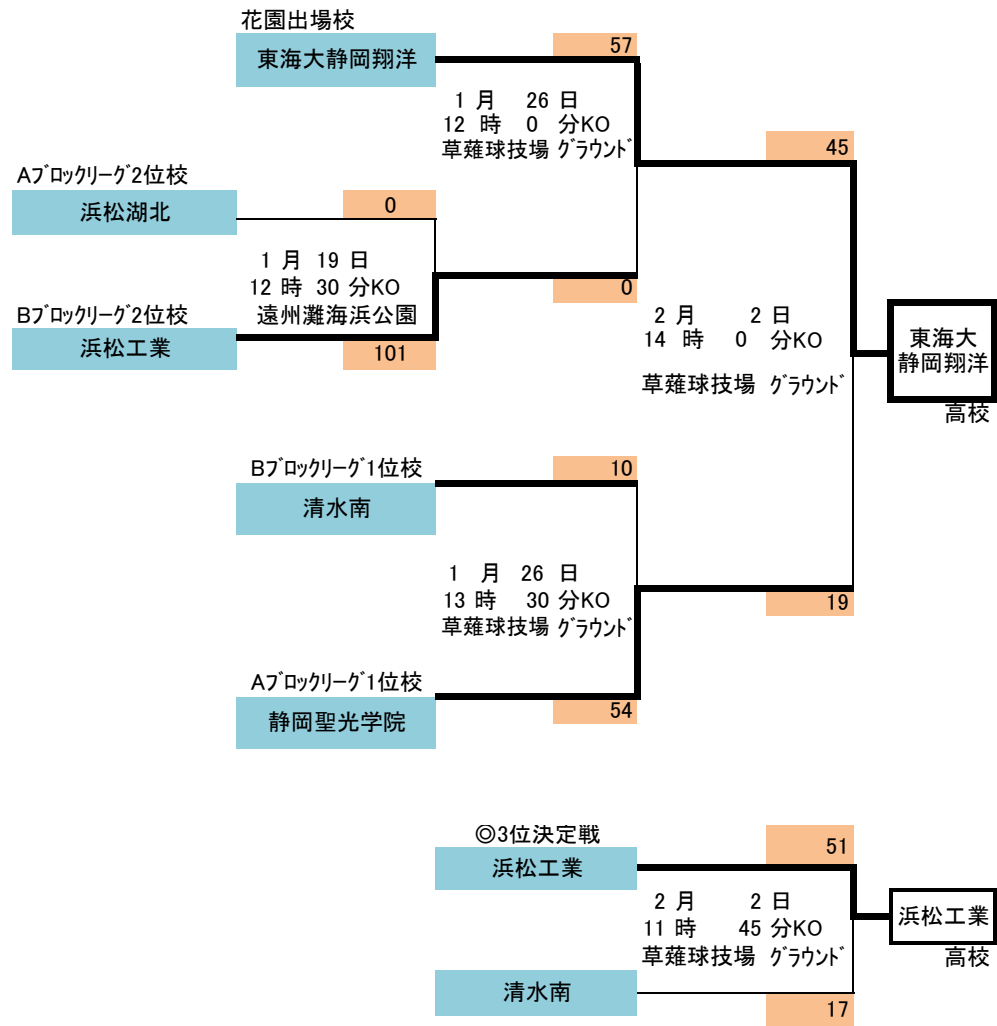 花園出場校
東海大静岡翔洋
57
1 月 26 日
12 時 0 分KO
草薙球技場 グラウンド
45
Aブロックリーグ2位校
浜松湖北
0
1 月 19 日
12 時 30 分KO
遠州灘海浜公園
Bブロックリーグ2位校
浜松工業
101
0
2 月 2 日
14 時 0 分KO
草薙球技場 グラウンド
東海大
静岡翔洋
高校
Bブロックリーグ1位校
清水南
10
1 月 26 日
13 時 30 分KO
草薙球技場 グラウンド
19
Aブロックリーグ1位校
静岡聖光学院
54
◎3位決定戦
浜松工業
51
2 月 2 日
11 時 45 分KO
草薙球技場 グラウンド
浜松工業
高校
清水南
17